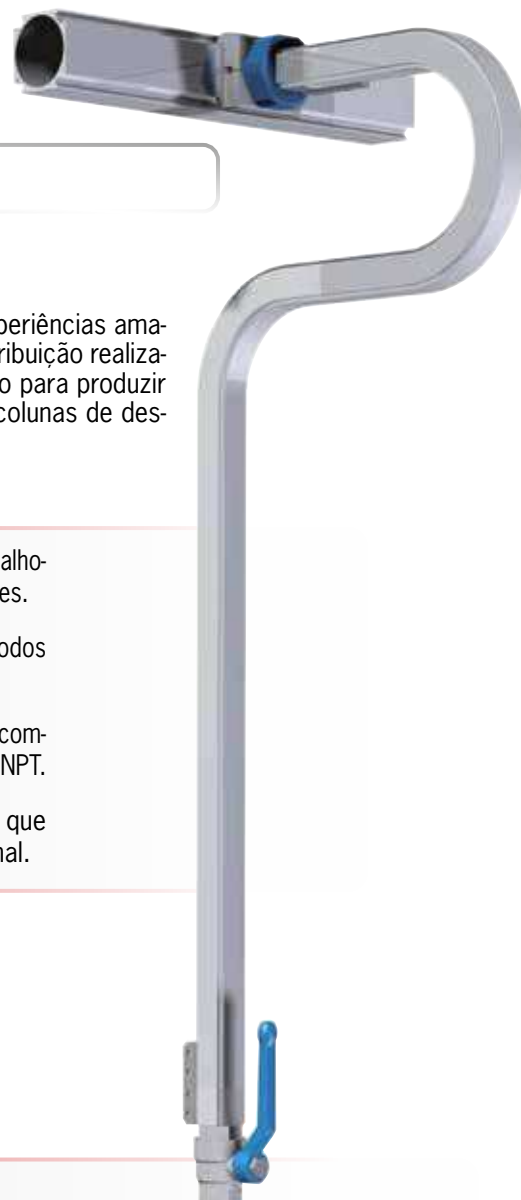 periências ama-
ribuição realiza-
o para produzir
colunas de des-
alho-
es.
odos
com-
NPT.
que
nal.